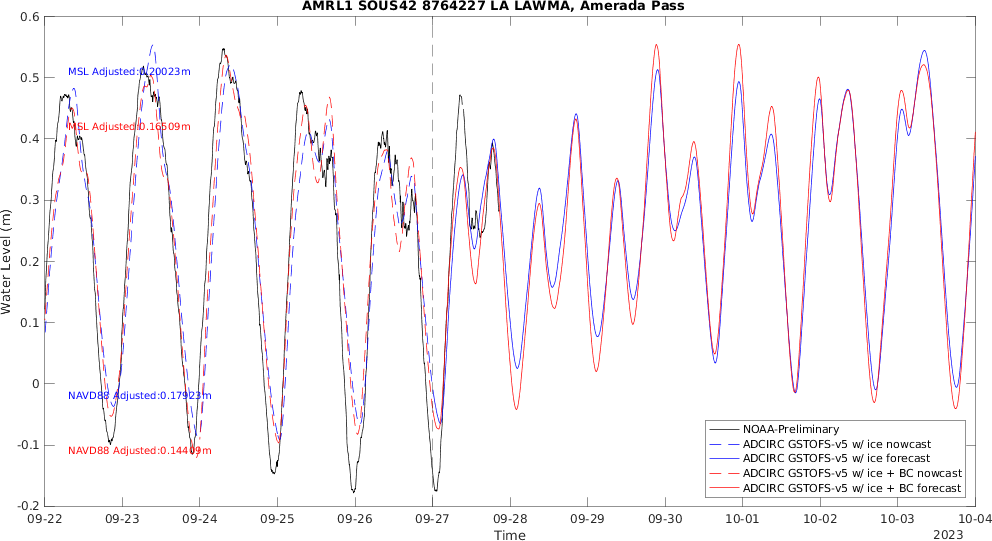 AMRL1 SOUS42 8764227 LA LAWMA, Amerada Pass
Water Level (m)
0.6
0.5
0.4
0.3
0.2
0.1
0
-0.1
-0.2
MSL Adjusted:0.20023m
MSL Adjusted:0.16509m
NAVD88 Adjusted:0.17923m
NAVD88 Adjusted:0.14409m
NOAA-Preliminary
ADCIRC GSTOFS-v5 w/ ice nowcast
ADCIRC GSTOFS-v5 w/ ice forecast
ADCIRC GSTOFS-v5 w/ ice + BC nowcast
ADCIRC GSTOFS-v5 w/ ice + BC forecast
09-22 09-23 09-24 09-25 09-26 09-27 09-28 09-29 09-30 10-01 10-02 10-03 10-04
Time
2023